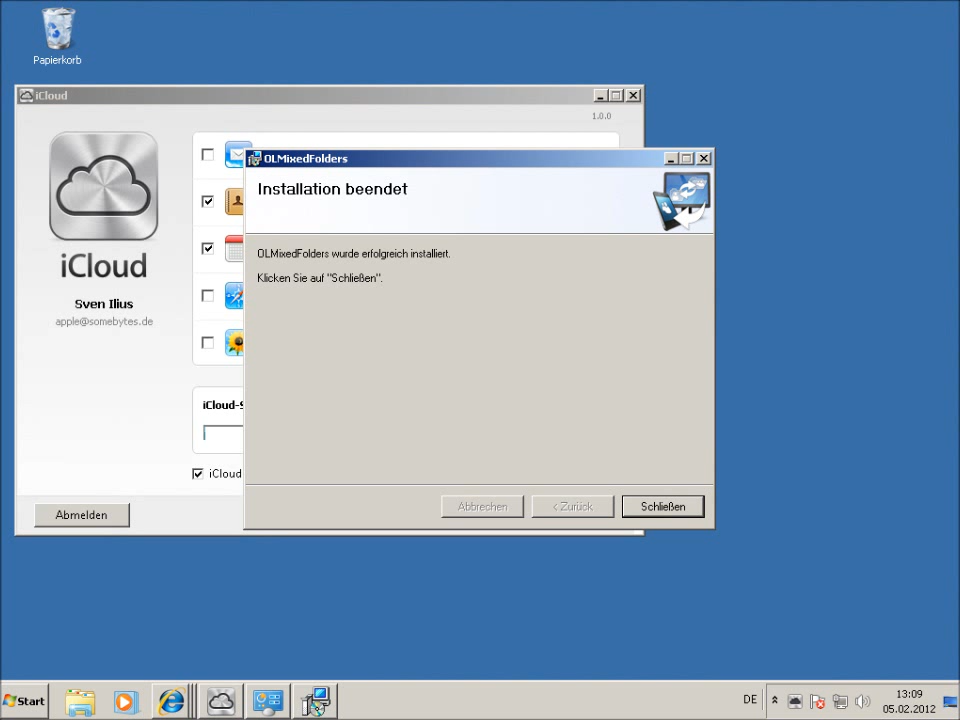 Papierkorb
iCloud
1.0.0
OLMixedFolders
Installation beendet
OLMixedFolders wurde erfolgreich installiert.
Klicken Sie auf "Schließen".
iCloud
Sven Ilius
apple@somebytes.de
iCloud-S
iCloud
Abbrechen
< Zurück
Schließen
Abmelden
Start
DE
13:09
05.02.2012